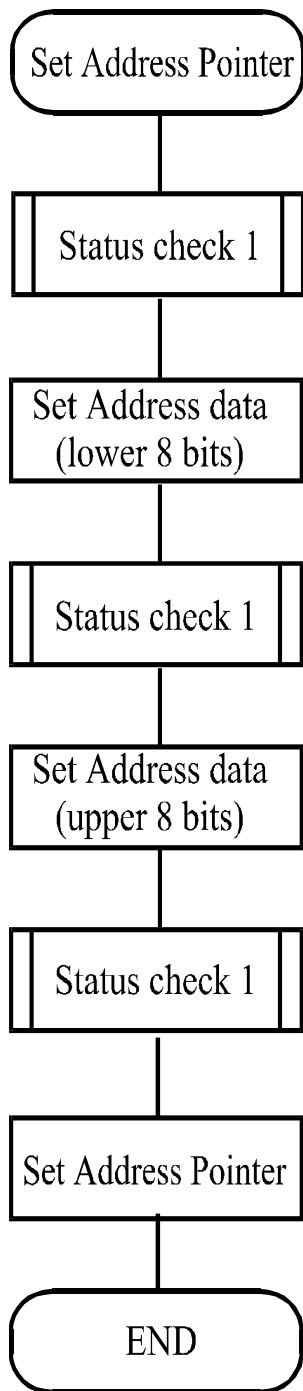 Set Address Pointer
Status check 1
Set Address data
(lower 8 bits)
Status check 1
Set Address data
(upper 8 bits)
Status check 1
Set Address Pointer
END